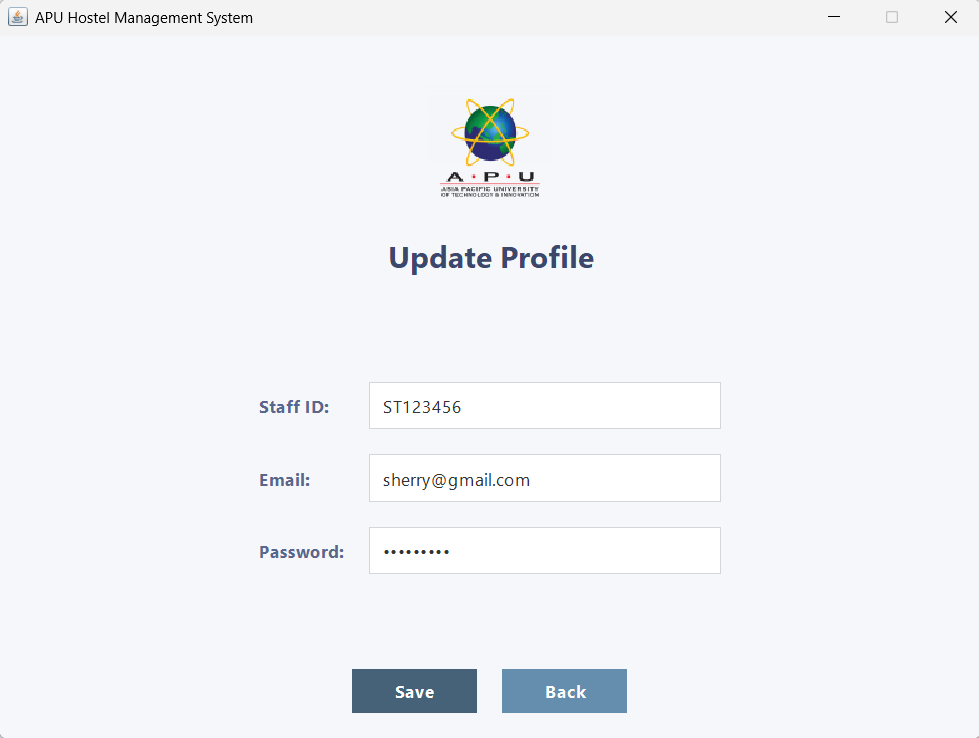 APU Hostel Management System
A·P·U
ASIA PACIFIC UNIVERSITY
OF TECHNOLOGY & INNOVATION
Update Profile
Staff ID: ST123456
Email: sherry@gmail.com
Password: •••••••••
Save Back